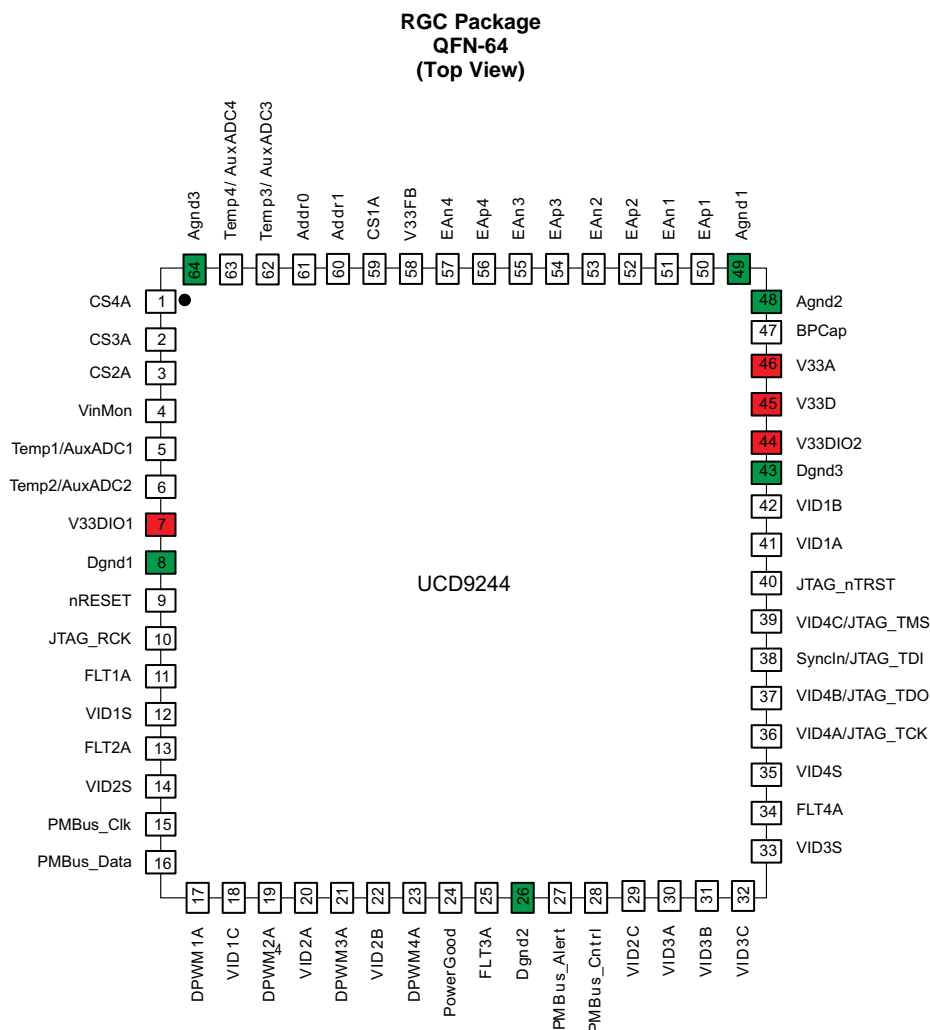 RGC Package
QFN-64
(Top View)
Agnd3
Temp4/ AuxADC4
Temp3/ AuxADC3
Addr0
Addr1
CS1A
V33FB
EAn4
EAp4
EAn3
EAp3
EAn2
EAp2
EAn1
EAp1
Agnd1
64
63
62
61
60
59
58
57
56
55
54
53
52
51
50
49
CS4A 1
CS3A 2
CS2A 3
VinMon 4
Temp1/AuxADC1 5
Temp2/AuxADC2 6
V33DIO1 7
Dgnd1 8
nRESET 9
JTAG_RCK 10
FLT1A 11
VID1S 12
FLT2A 13
VID2S 14
PMBus_Clk 15
PMBus_Data 16
UCD9244
48 Agnd2
47 BPCap
46 V33A
45 V33D
44 V33DIO2
43 Dgnd3
42 VID1B
41 VID1A
40 JTAG_nTRST
39 VID4C/JTAG_TMS
38 SyncIn/JTAG_TDI
37 VID4B/JTAG_TDO
36 VID4A/JTAG_TCK
35 VID4S
34 FLT4A
33 VID3S
17
18
19
20
21
22
23
24
25
26
27
28
29
30
31
32
DPWM1A
VID1C
DPWM2A
4
VID2A
DPWM3A
VID2B
DPWM4A
PowerGood
FLT3A
Dgnd2
PMBus_Alert
PMBus_Cntrl
VID2C
VID3A
VID3B
VID3C